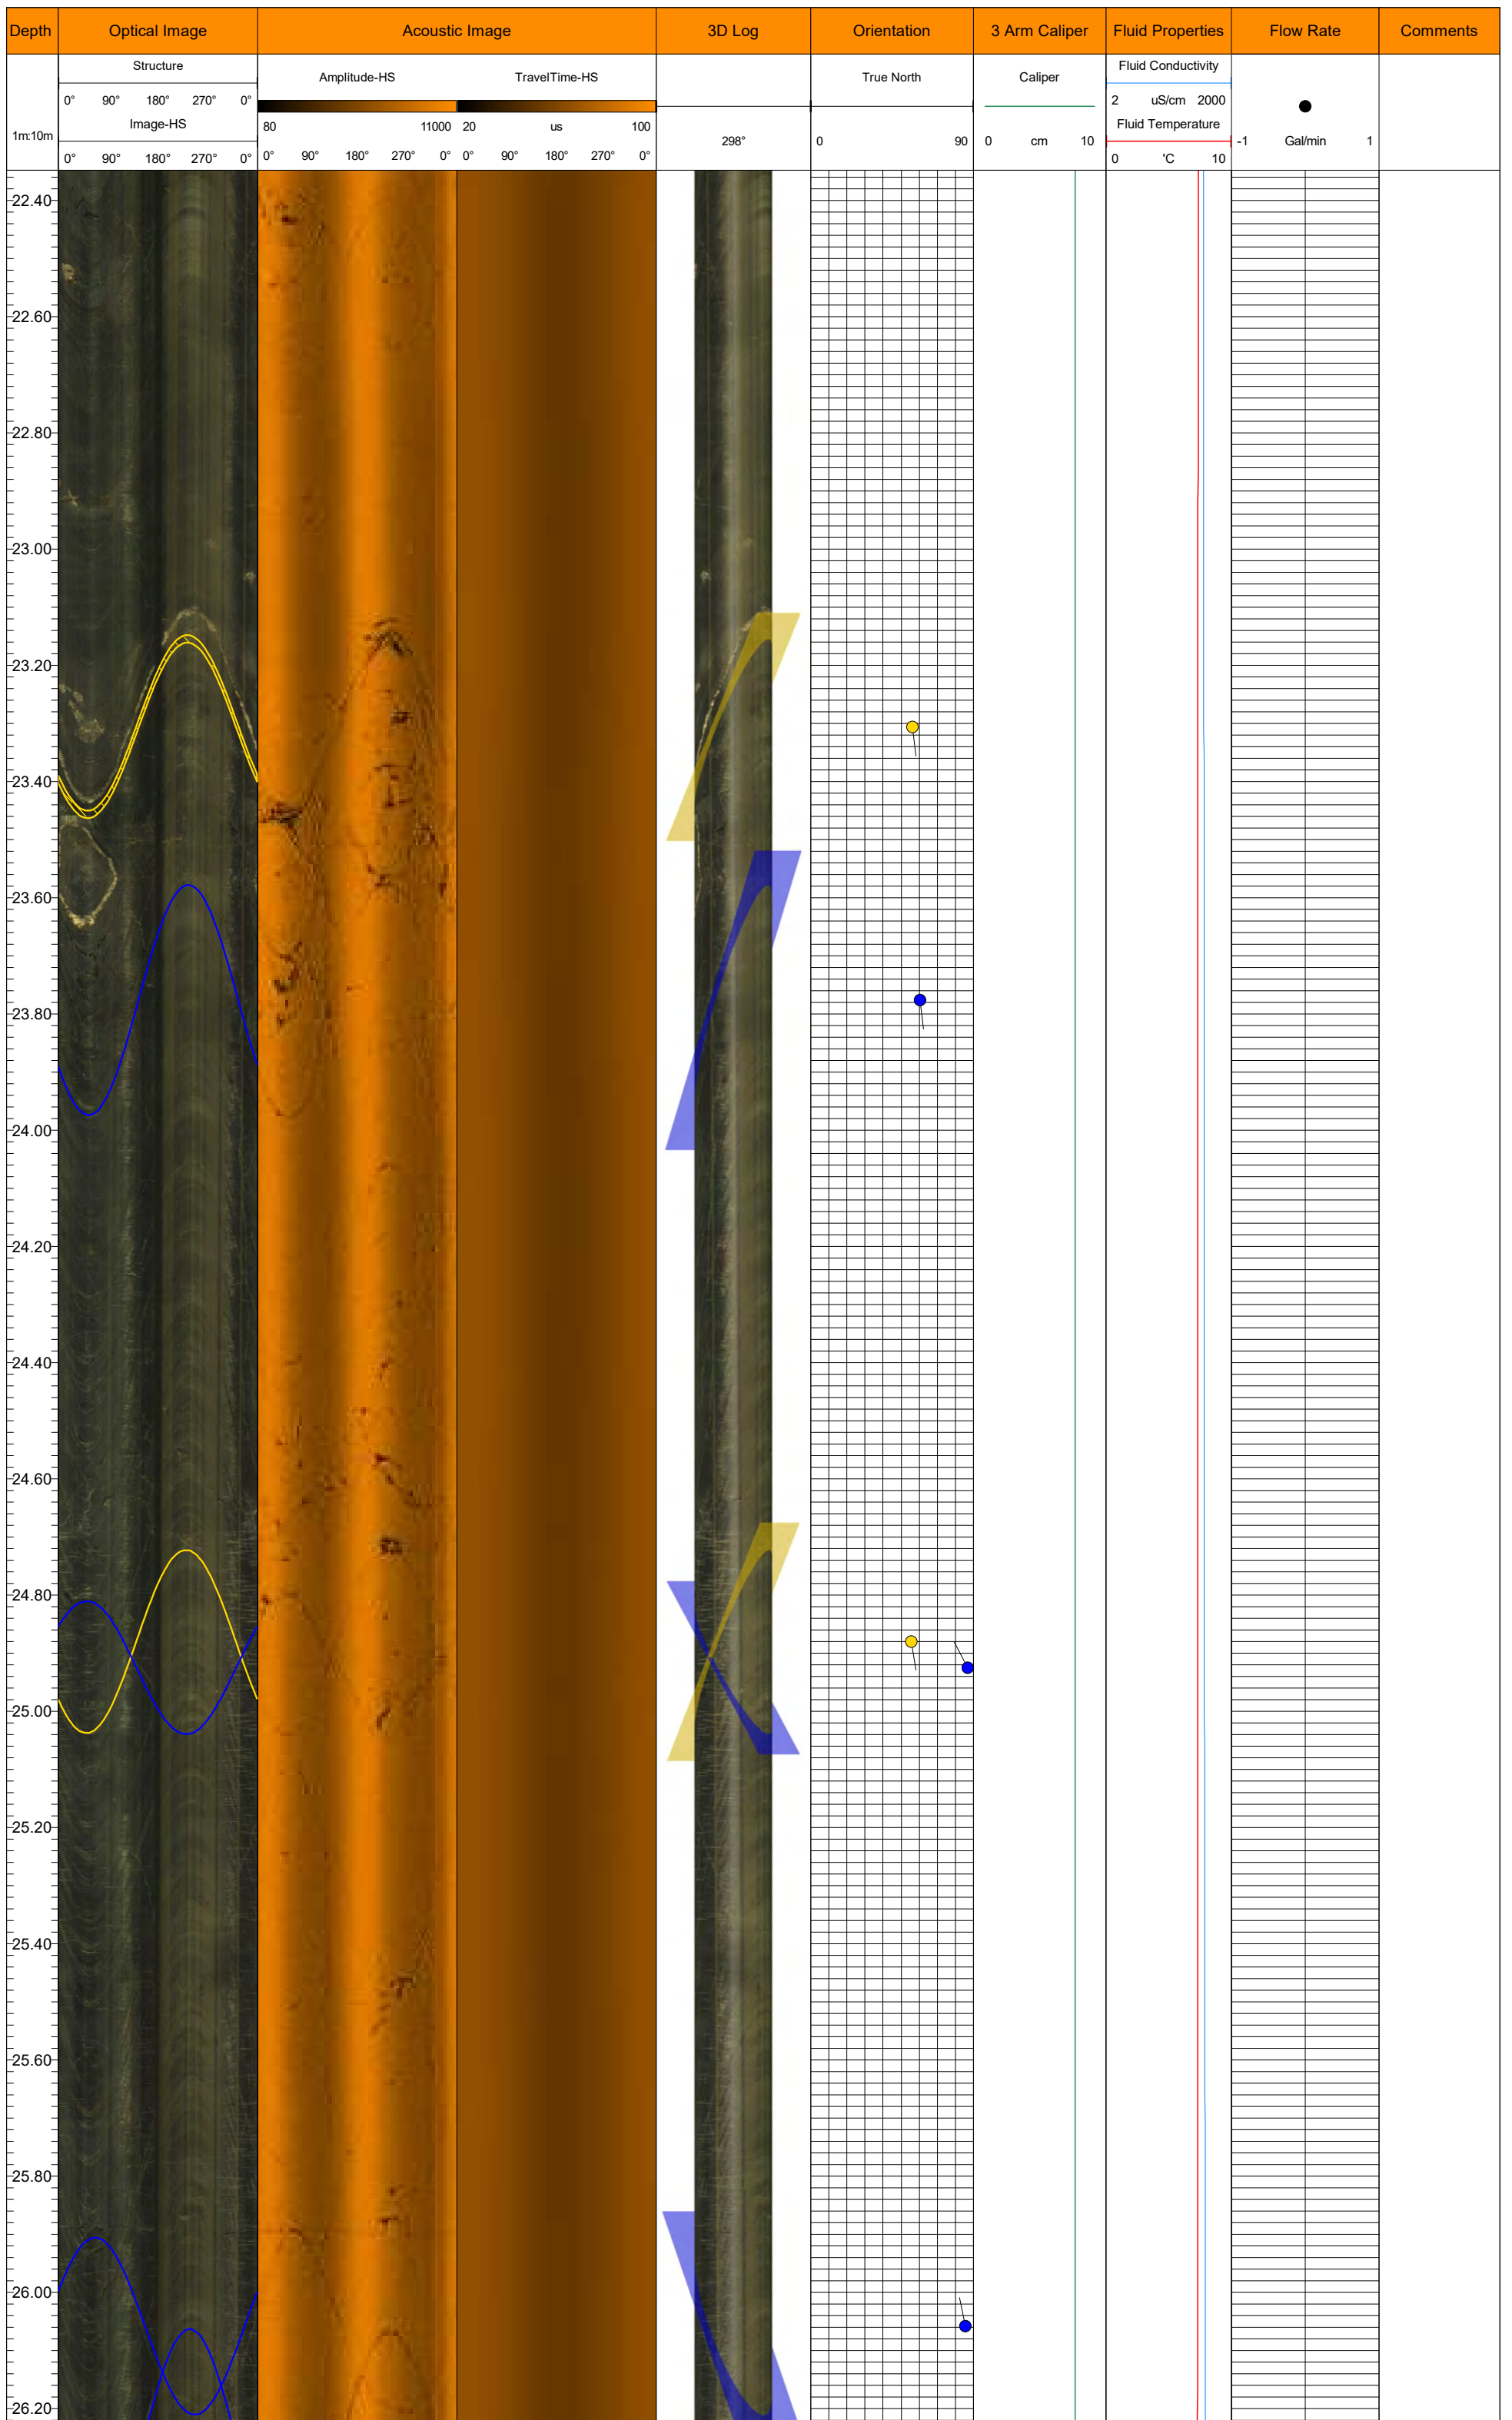 Depth Optical Image Acoustic Image 3D Log Orientation 3 Arm Caliper Fluid Properties Flow Rate Comments
Structure Fluid Conductivity
Amplitude-HS TravelTime-HS True North Caliper
0° 90° 180° 270° 0° 2 uS/cm 2000
Image-HS Fluid Temperature
80 11000 20 us 100
1m:10m 298° 0 90 0 cm 10 -1 Gal/min 1
0° 90° 180° 270° 0° 0° 90° 180° 270° 0° 0° 90° 180° 270° 0° 0 'C 10
22.40
22.60
22.80
23.00
23.20
23.40
23.60
23.80
24.00
24.20
24.40
24.60
24.80
25.00
25.20
25.40
25.60
25.80
26.00
26.20